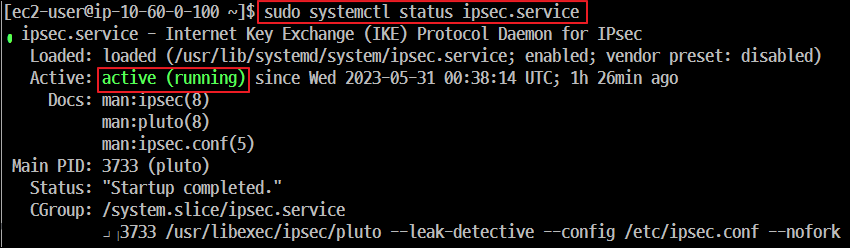 [ec2-user@ip-10-60-0-100 ~]$ sudo systemctl status ipsec.service
ipsec.service - Internet Key Exchange (IKE) Protocol Daemon for IPsec
Loaded: loaded (/usr/lib/systemd/system/ipsec.service; enabled; vendor preset: disabled)
Active: active (running) since Wed 2023-05-31 00:38:14 UTC; 1h 26min ago
Docs: man:ipsec(8)
man:pluto(8)
man:ipsec.conf(5)
Main PID: 3733 (pluto)
Status: "Startup completed."
CGroup: /system.slice/ipsec.service
3733 /usr/libexec/ipsec/pluto --leak-detective --config /etc/ipsec.conf --nofork